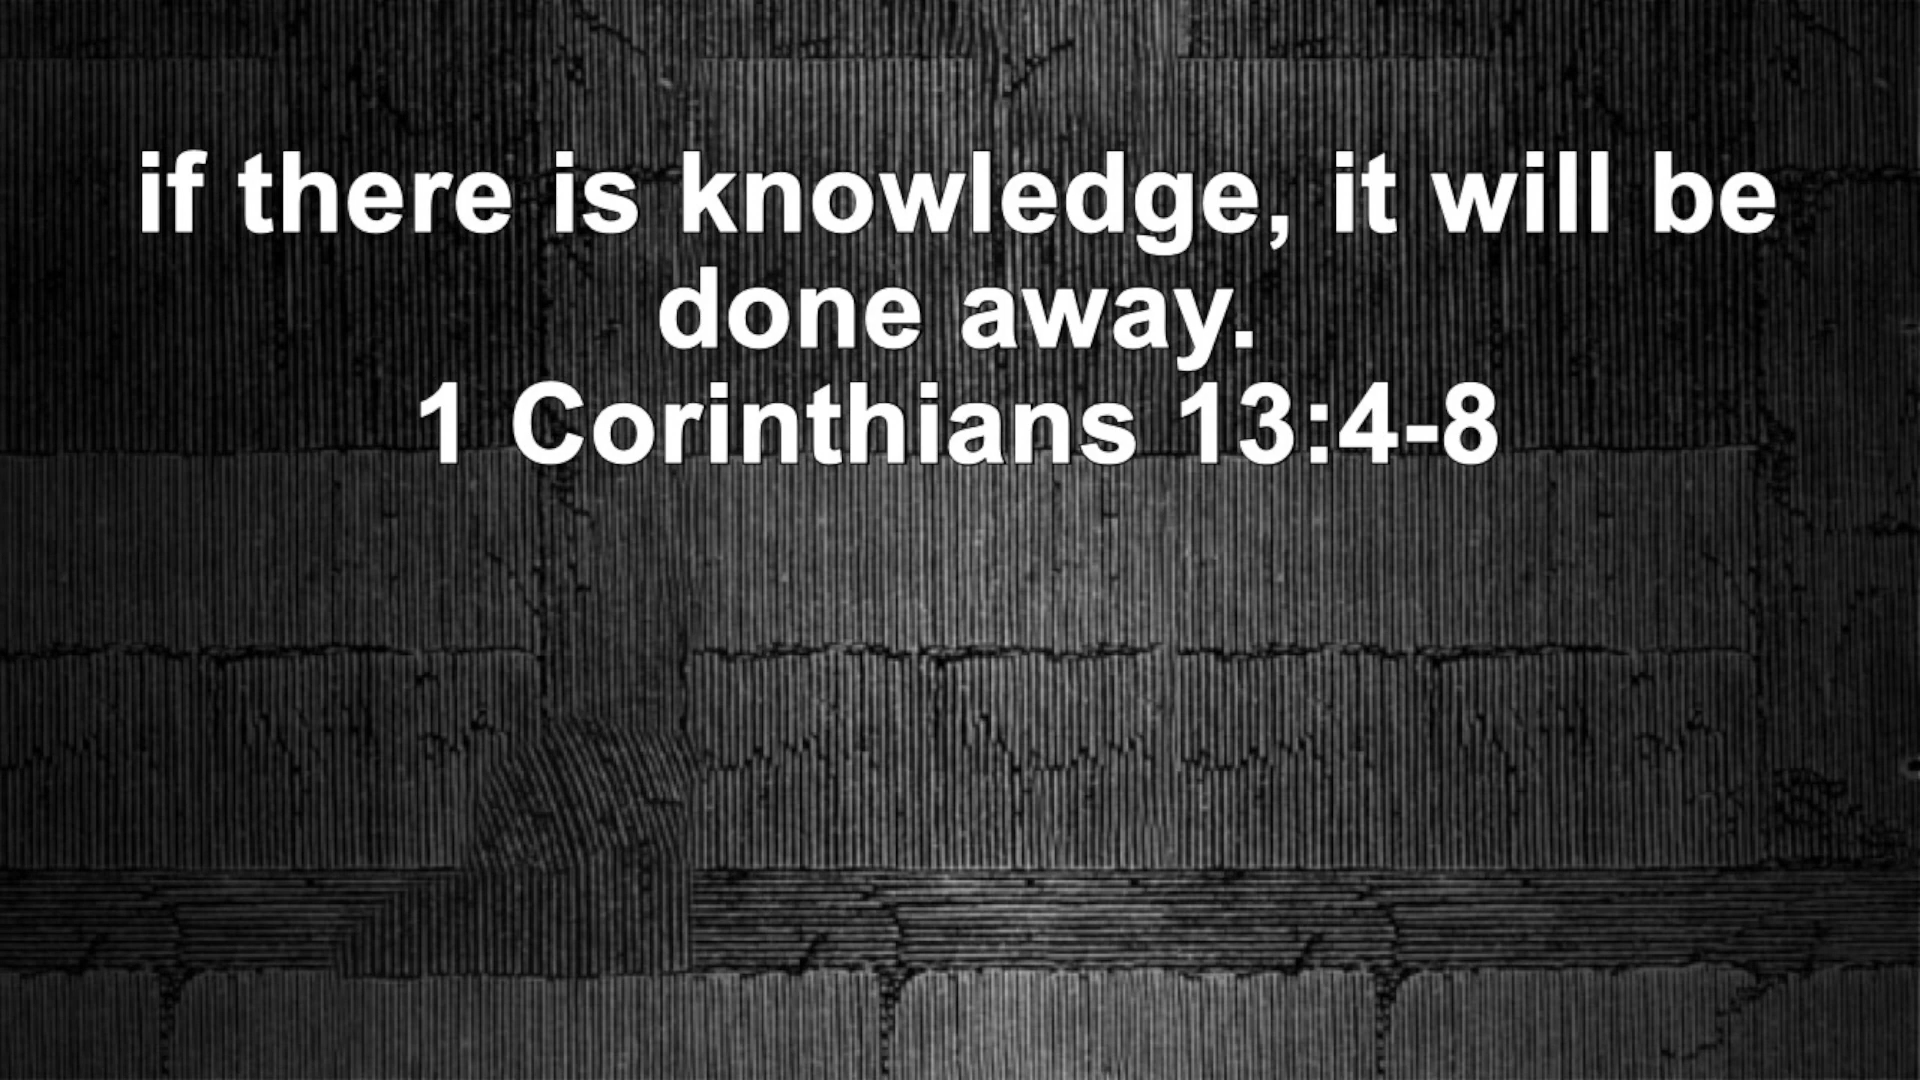 if there is knowledge, it will be
done away.
1 Corinthians 13:4-8